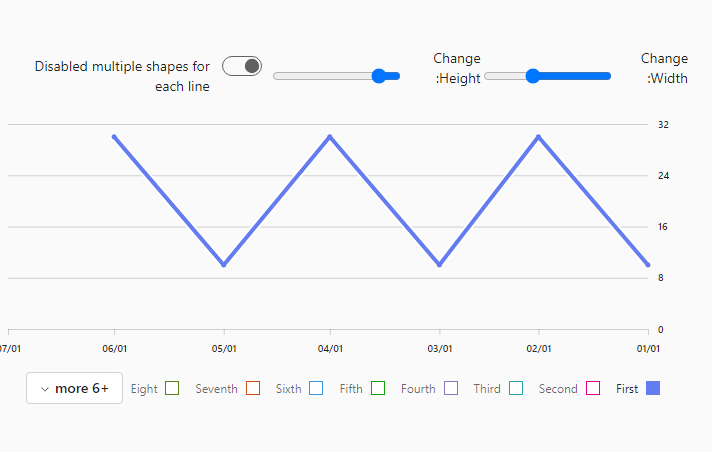 Change
:Width
Change
:Height
Disabled multiple shapes for
each line
32
24
16
8
0
01/01
02/01
03/01
04/01
05/01
06/01
07/01
First
Second
Third
Fourth
Fifth
Sixth
Seventh
Eight
more 6+